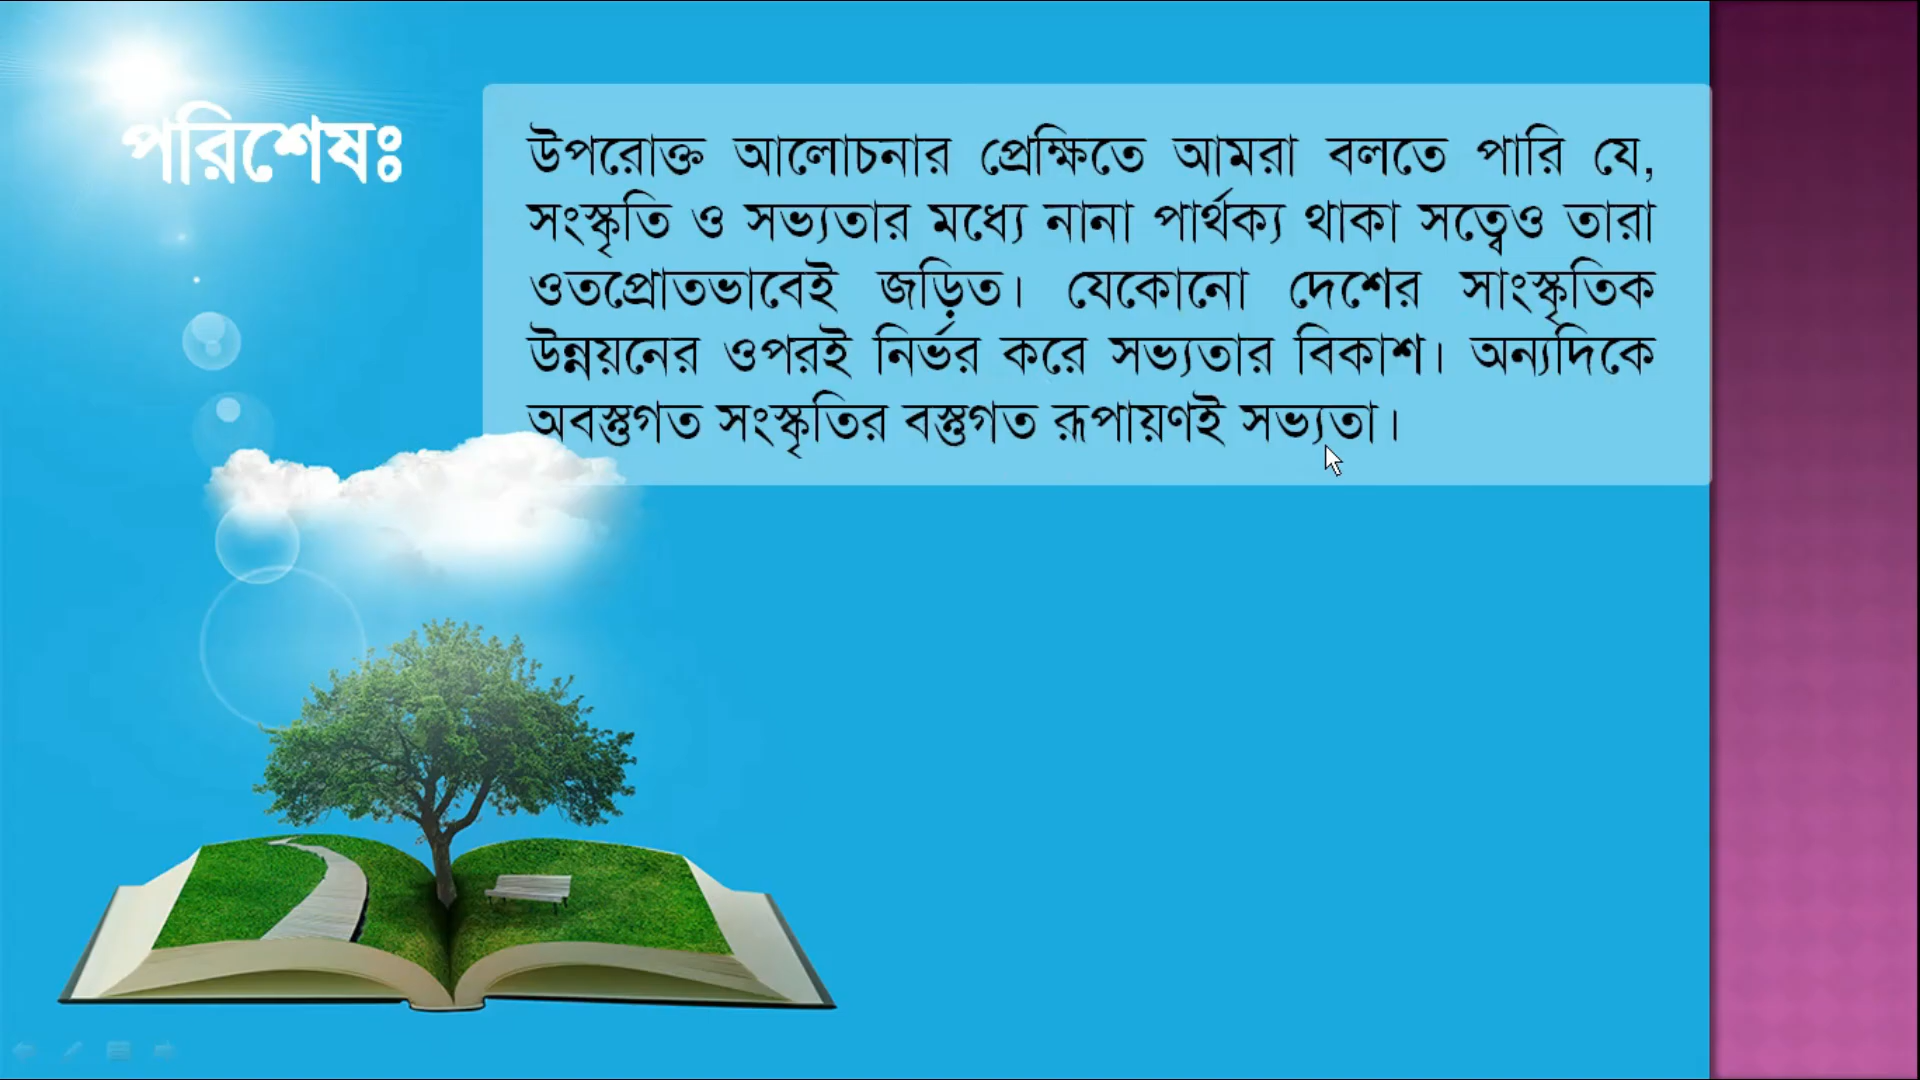 পরিশেষঃ
উপরোক্ত আলোচনার প্রেক্ষিতে আমরা বলতে পারি যে,
সংস্কৃতি ও সভ্যতার মধ্যে নানা পার্থক্য থাকা সত্বেও তারা
ওতপ্রোতভাবেই জড়িত। যেকোনো দেশের সাংস্কৃতিক
উন্নয়নের ওপরই নির্ভর করে সভ্যতার বিকাশ। অন্যদিকে
অবস্তুগত সংস্কৃতির বস্তুগত রূপায়ণই সভ্যতা।